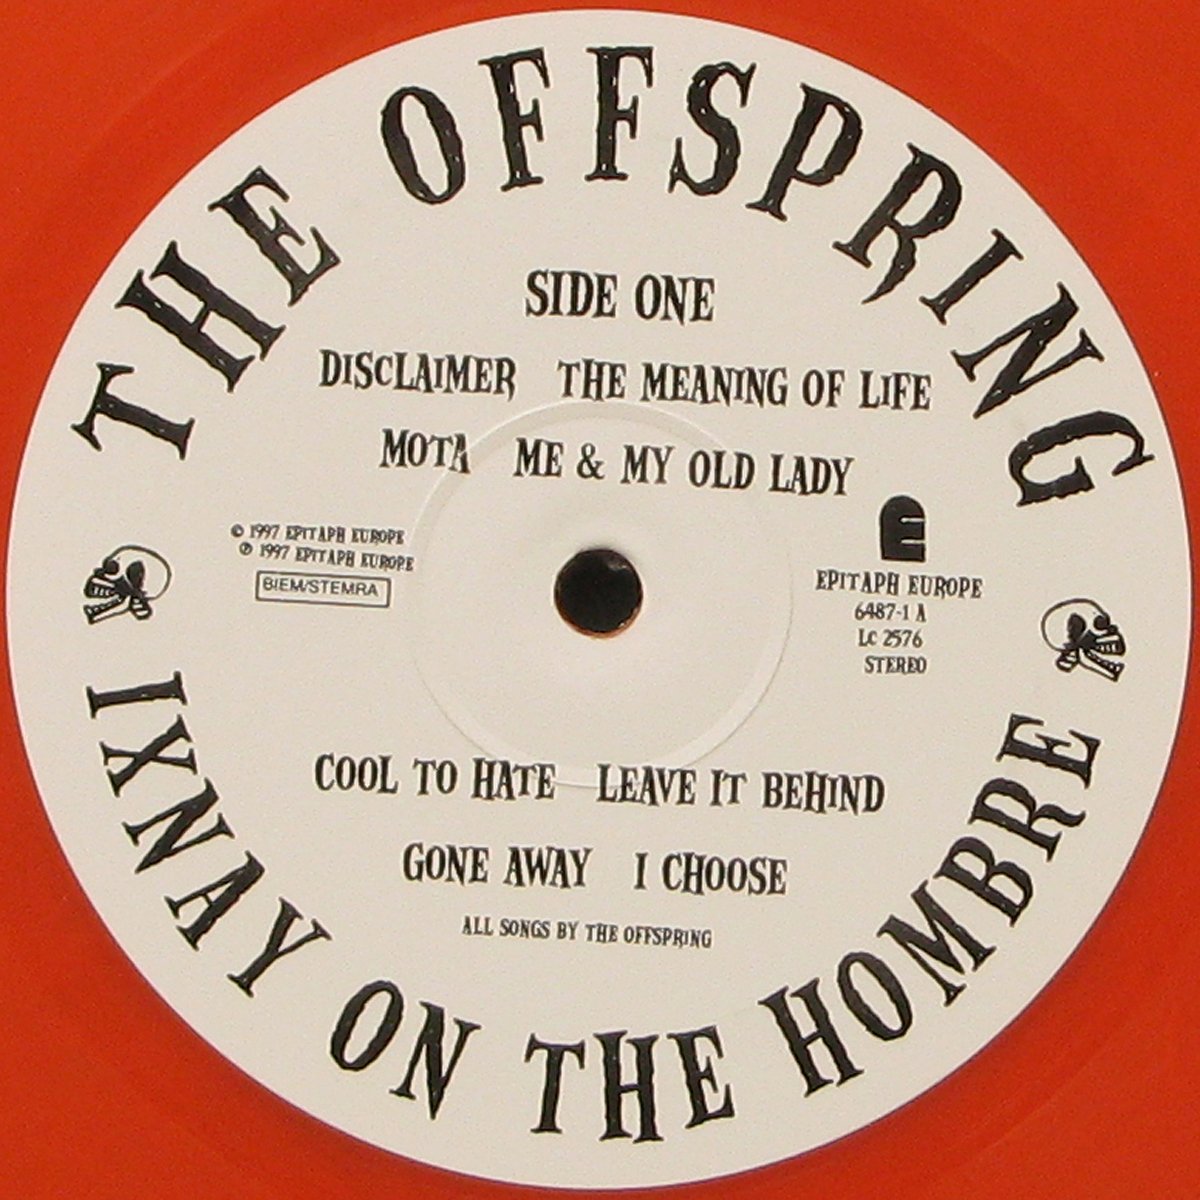 THE OFFSPRING
SIDE ONE
DISCLAIMER THE MEANING OF LIFE
MOTA ME & MY OLD LADY
© 1997 EPITAPH EUROPE
℗ 1997 EPITAPH EUROPE
BIEM/STEMRA
E
EPITAPH EUROPE
6487-1 A
LC 2576
STEREO
COOL TO HATE LEAVE IT BEHIND
GONE AWAY I CHOOSE
ALL SONGS BY THE OFFSPRING
IXNAY ON THE HOMBRE